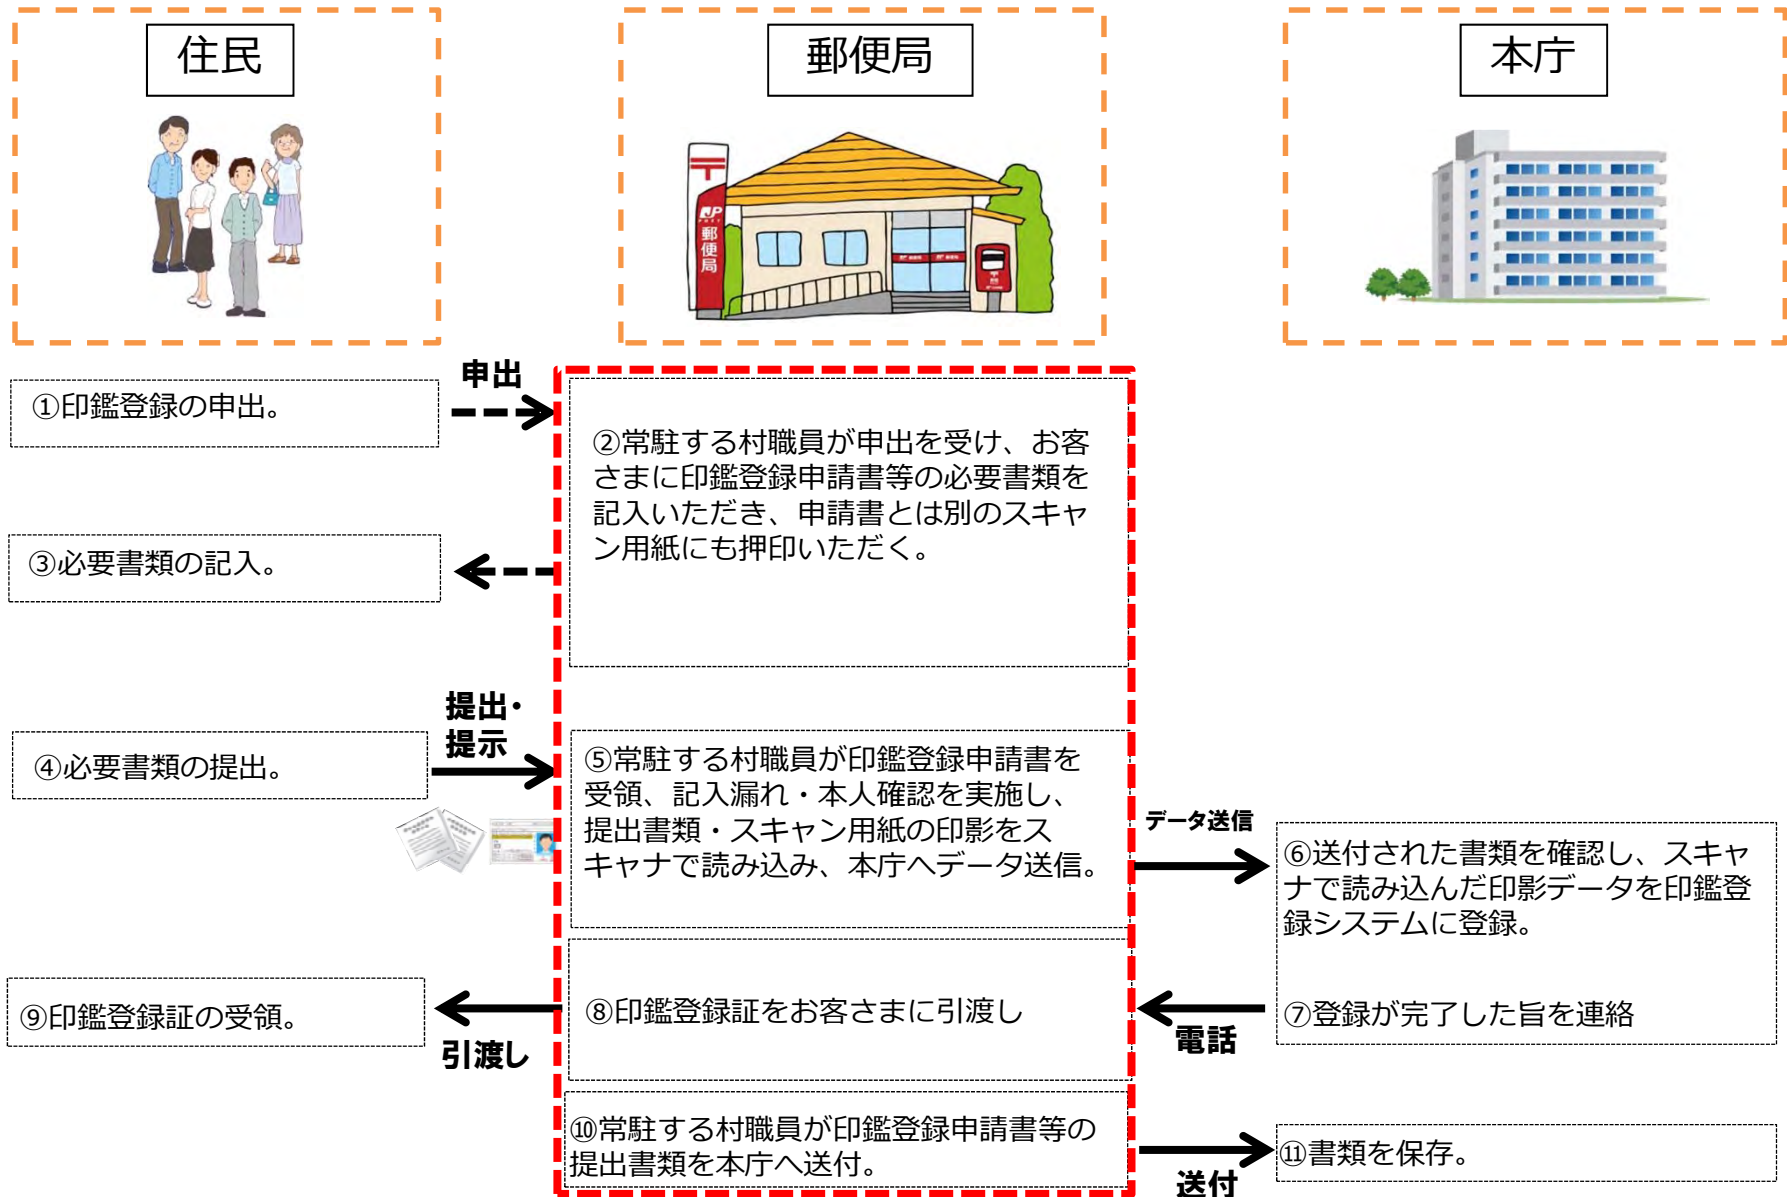 住民
郵便局
本庁
〒
JP
POST
郵便局
①印鑑登録の申出。
申出
②常駐する村職員が申出を受け、お客
さまに印鑑登録申請書等の必要書類を
記入いただき、申請書とは別のスキャ
ン用紙にも押印いただく。
③必要書類の記入。
④必要書類の提出。
提出・
提示
⑤常駐する村職員が印鑑登録申請書を
受領、記入漏れ・本人確認を実施し、
提出書類・スキャン用紙の印影をス
キャナで読み込み、本庁へデータ送信。
データ送信
⑥送付された書類を確認し、スキャ
ナで読み込んだ印影データを印鑑登
録システムに登録。
⑦登録が完了した旨を連絡
電話
⑧印鑑登録証をお客さまに引渡し
引渡し
⑨印鑑登録証の受領。
⑩常駐する村職員が印鑑登録申請書等の
提出書類を本庁へ送付。
送付
⑪書類を保存。